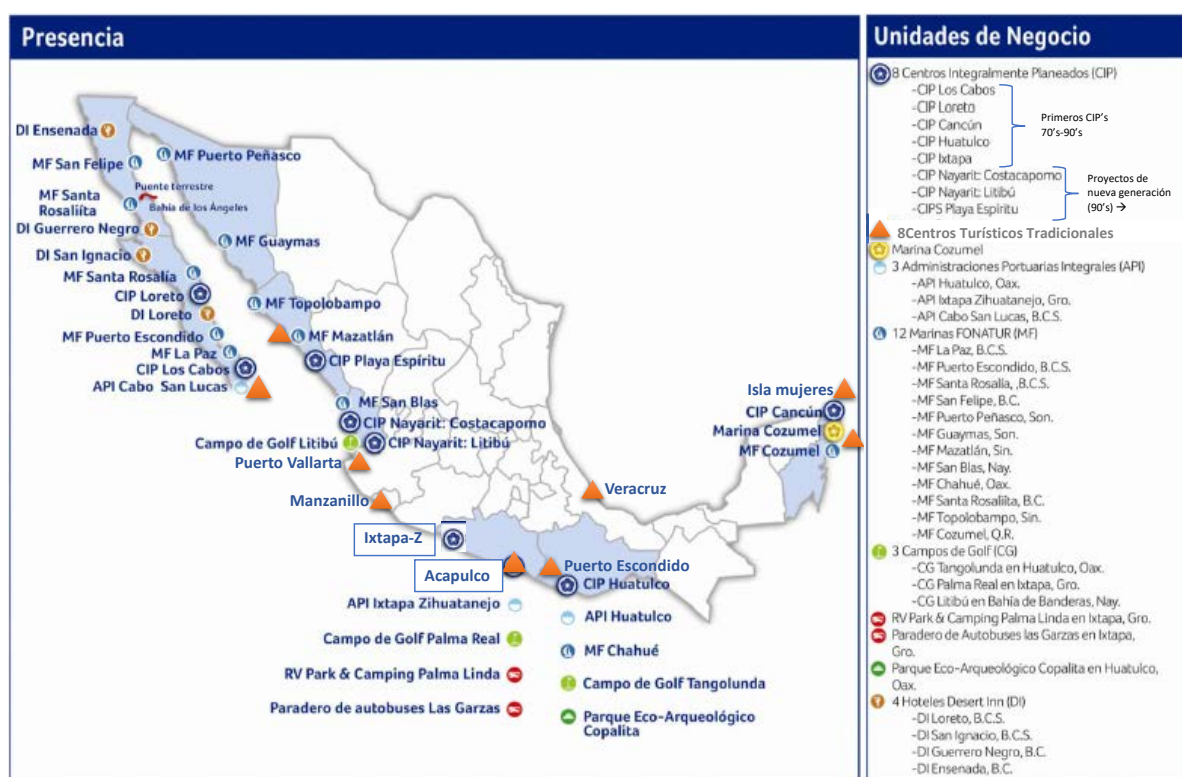 Presencia
DI Ensenada
MF Puerto Peñasco
MF San Felipe
Puente terrestre
MF Santa
Rosaliíta
Bahía de los Ángeles
DI Guerrero Negro
MF Guaymas
DI San Ignacio
MF Santa Rosalía
CIP Loreto
MF Topolobampo
DI Loreto
MF Puerto Escondido
MF Mazatlán
MF La Paz
CIP Los Cabos
CIP Playa Espíritu
API Cabo San Lucas
Isla mujeres
MF San Blas
CIP Cancún
CIP Nayarit: Costacapomo
Marina Cozumel
Campo de Golf Litibú
CIP Nayarit: Litibú
MF Cozumel
Puerto Vallarta
Veracruz
Manzanillo
Ixtapa-Z
Acapulco
Puerto Escondido
CIP Huatulco
API Ixtapa Zihuatanejo
API Huatulco
Campo de Golf Palma Real
MF Chahué
RV Park & Camping Palma Linda
Campo de Golf Tangolunda
Paradero de autobuses Las Garzas
Parque Eco-Arqueológico
Copalita
Unidades de Negocio
8 Centros Integralmente Planeados (CIP)
-CIP Los Cabos
-CIP Loreto
-CIP Cancún
-CIP Huatulco
-CIP Ixtapa
Primeros CIP's
70's-90's
-CIP Nayarit: Costacapomo
-CIP Nayarit: Litibú
-CIPS Playa Espíritu
Proyectos de
nueva generación
(90's) →
8Centros Turísticos Tradicionales
Marina Cozumel
3 Administraciones Portuarias Integrales (API)
-API Huatulco, Oax.
-API Ixtapa Zihuatanejo, Gro.
-API Cabo San Lucas, B.C.S.
12 Marinas FONATUR (MF)
-MF La Paz, B.C.S.
-MF Puerto Escondido, B.C.S.
-MF Santa Rosalía, ,B.C.S.
-MF San Felipe, B.C.
-MF Puerto Peñasco, Son.
-MF Guaymas, Son.
-MF Mazatlán, Sin.
-MF San Blas, Nay.
-MF Chahué, Oax.
-MF Santa Rosaliíta, B.C.
-MF Topolobampo, Sin.
-MF Cozumel, Q.R.
3 Campos de Golf (CG)
-CG Tangolunda en Huatulco, Oax.
-CG Palma Real en Ixtapa, Gro.
-CG Litibú en Bahía de Banderas, Nay.
RV Park & Camping Palma Linda en Ixtapa, Gro.
Paradero de Autobuses las Garzas en Ixtapa,
Gro.
Parque Eco-Arqueológico Copalita en Huatulco,
Oax.
4 Hoteles Desert Inn (DI)
-DI Loreto, B.C.S.
-DI San Ignacio, B.C.S.
-DI Guerrero Negro, B.C.
-DI Ensenada, B.C.